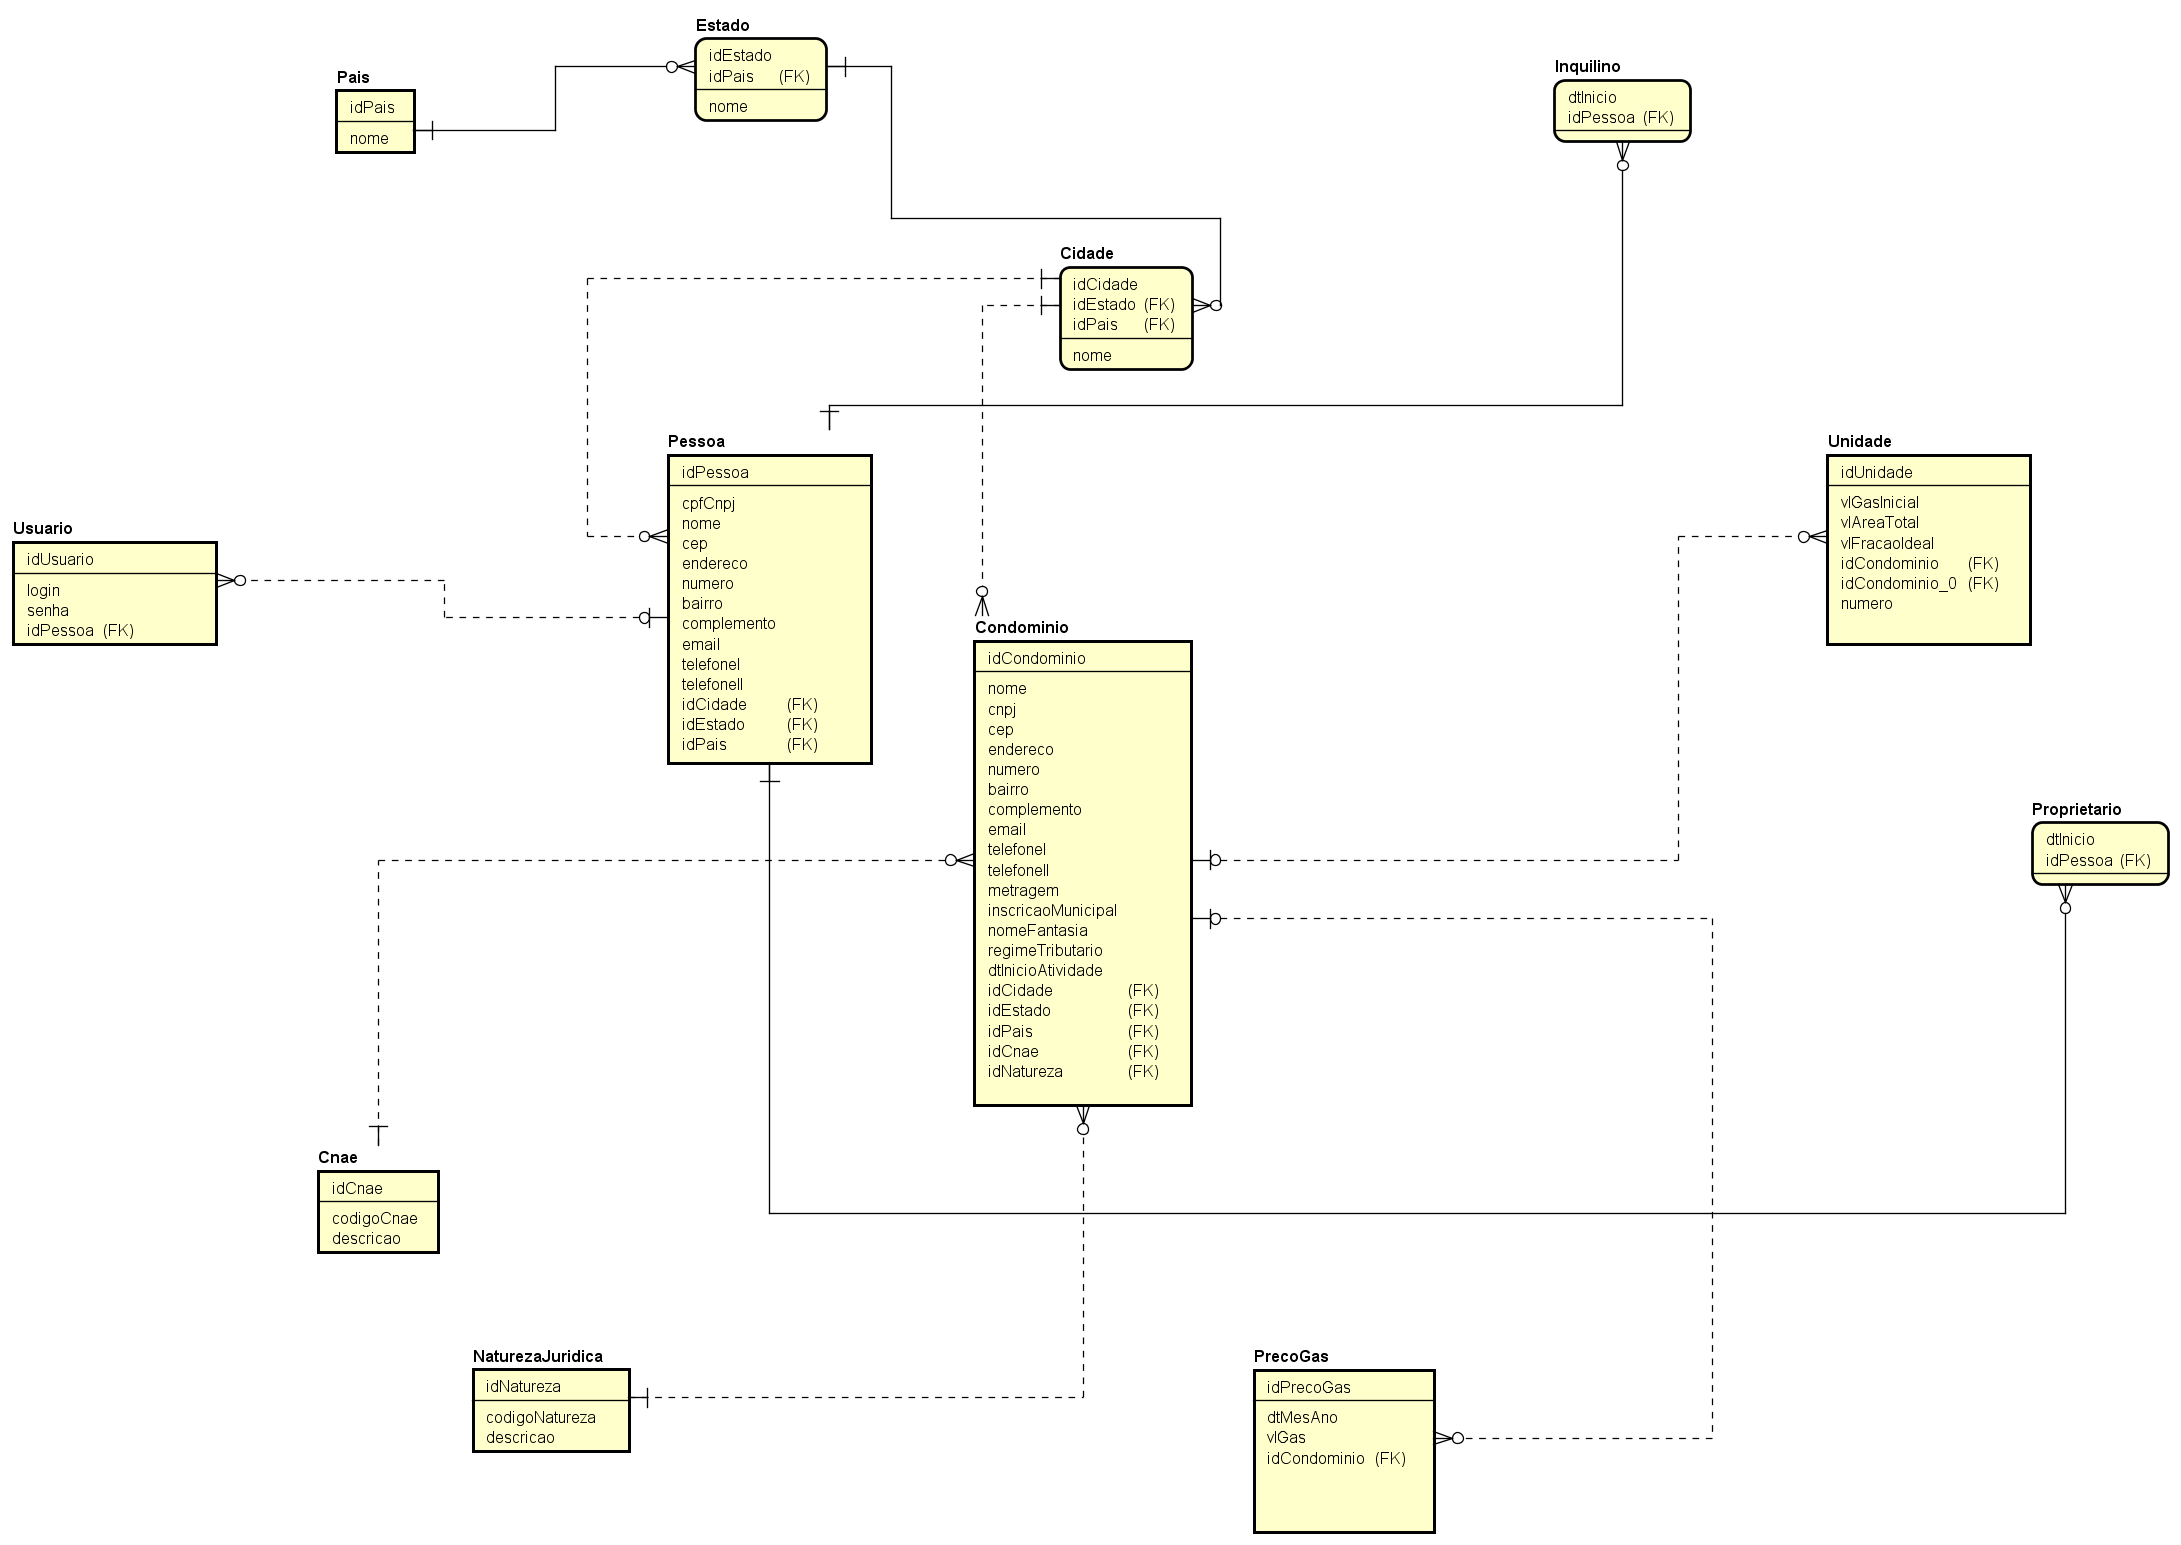 Estado
idEstado
idPais (FK)
nome
Pais
idPais
nome
Inquilino
dtInicio
idPessoa (FK)
Cidade
idCidade
idEstado (FK)
idPais (FK)
nome
Pessoa
idPessoa
cpfCnpj
nome
cep
endereco
numero
bairro
complemento
email
telefoneI
telefoneII
idCidade (FK)
idEstado (FK)
idPais (FK)
Unidade
idUnidade
vlGasInicial
vlAreaTotal
vlFracaoIdeal
idCondominio (FK)
idCondominio_0 (FK)
numero
Usuario
idUsuario
login
senha
idPessoa (FK)
Condominio
idCondominio
nome
cnpj
cep
endereco
numero
bairro
complemento
email
telefoneI
telefoneII
metragem
inscricaoMunicipal
nomeFantasia
regimeTributario
dtInicioAtividade
idCidade (FK)
idEstado (FK)
idPais (FK)
idCnae (FK)
idNatureza (FK)
Proprietario
dtInicio
idPessoa (FK)
Cnae
idCnae
codigoCnae
descricao
NaturezaJuridica
idNatureza
codigoNatureza
descricao
PrecoGas
idPrecoGas
dtMesAno
vlGas
idCondominio (FK)